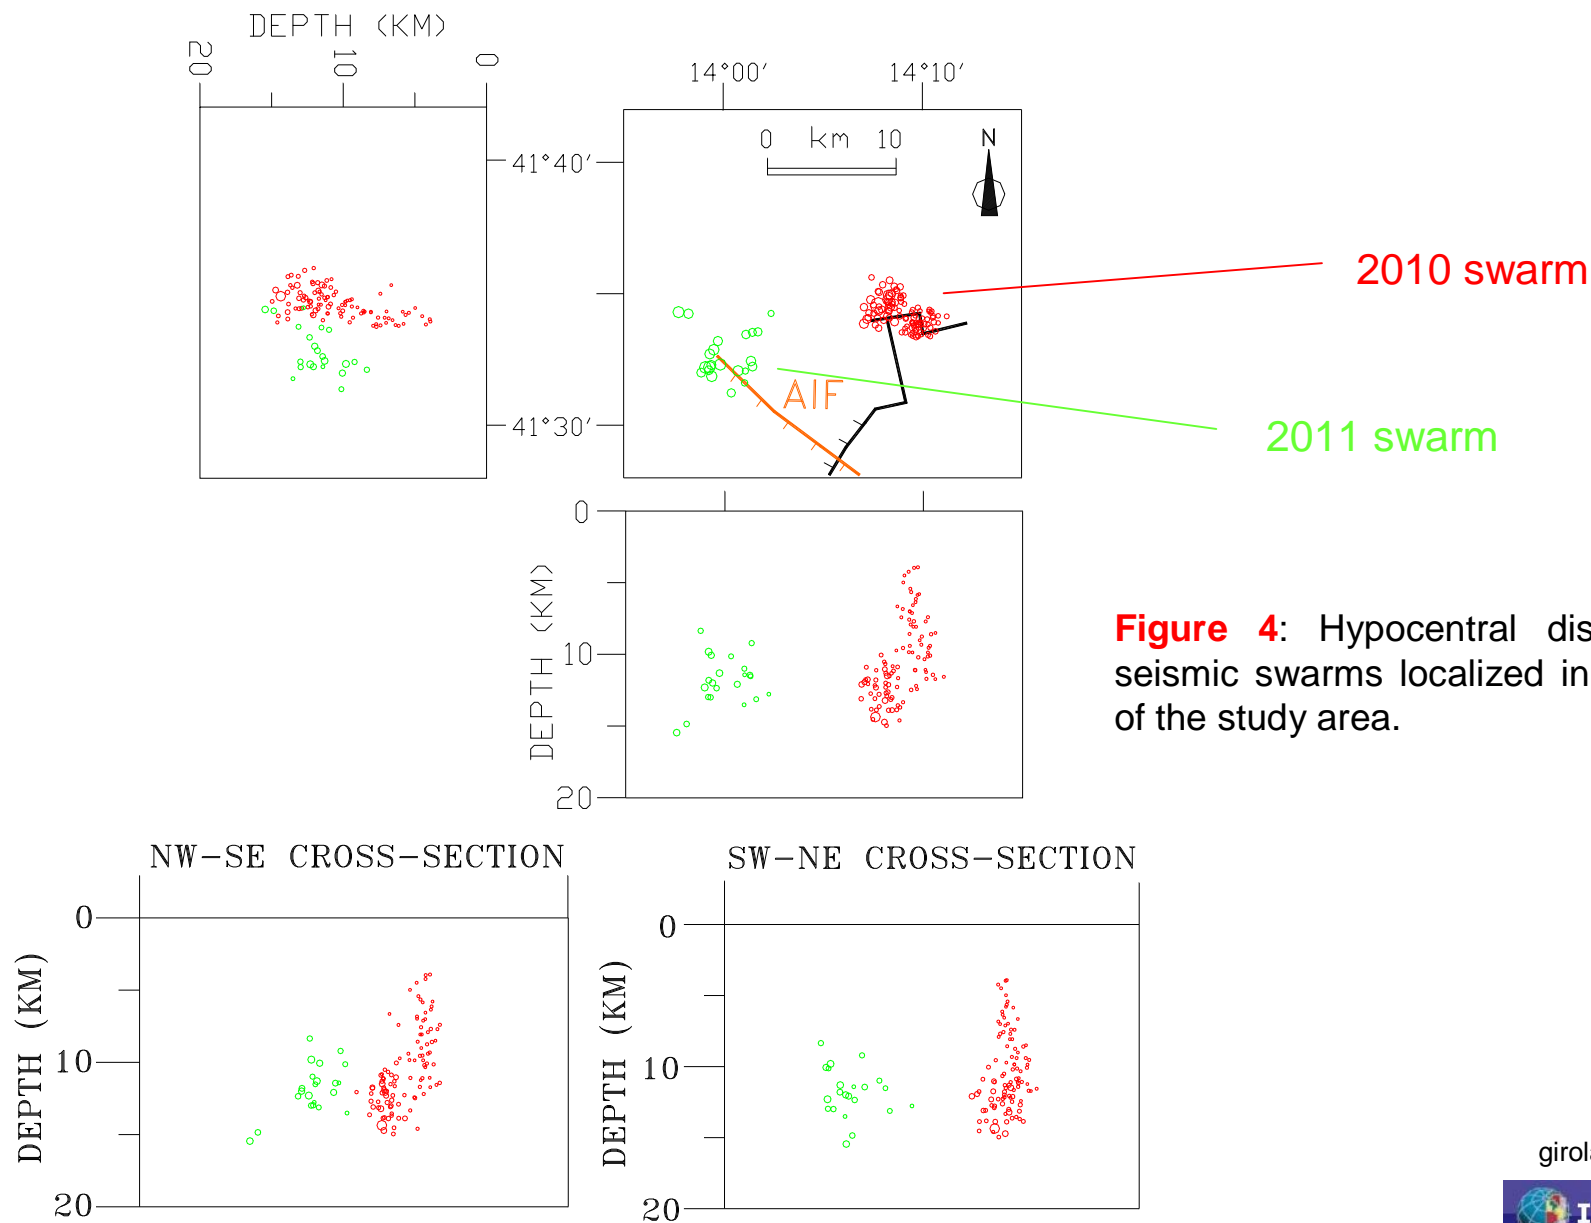 DEPTH (KM)
20 10 0
14°00' 14°10'
0 km 10
N
41°40'
41°30'
AIF
2010 swarm
2011 swarm
0
10
20
DEPTH (KM)
Figure 4: Hypocentral dis
seismic swarms localized in
of the study area.
NW-SE CROSS-SECTION
0
10
20
DEPTH (KM)
SW-NE CROSS-SECTION
0
10
20
DEPTH (KM)
girola
I